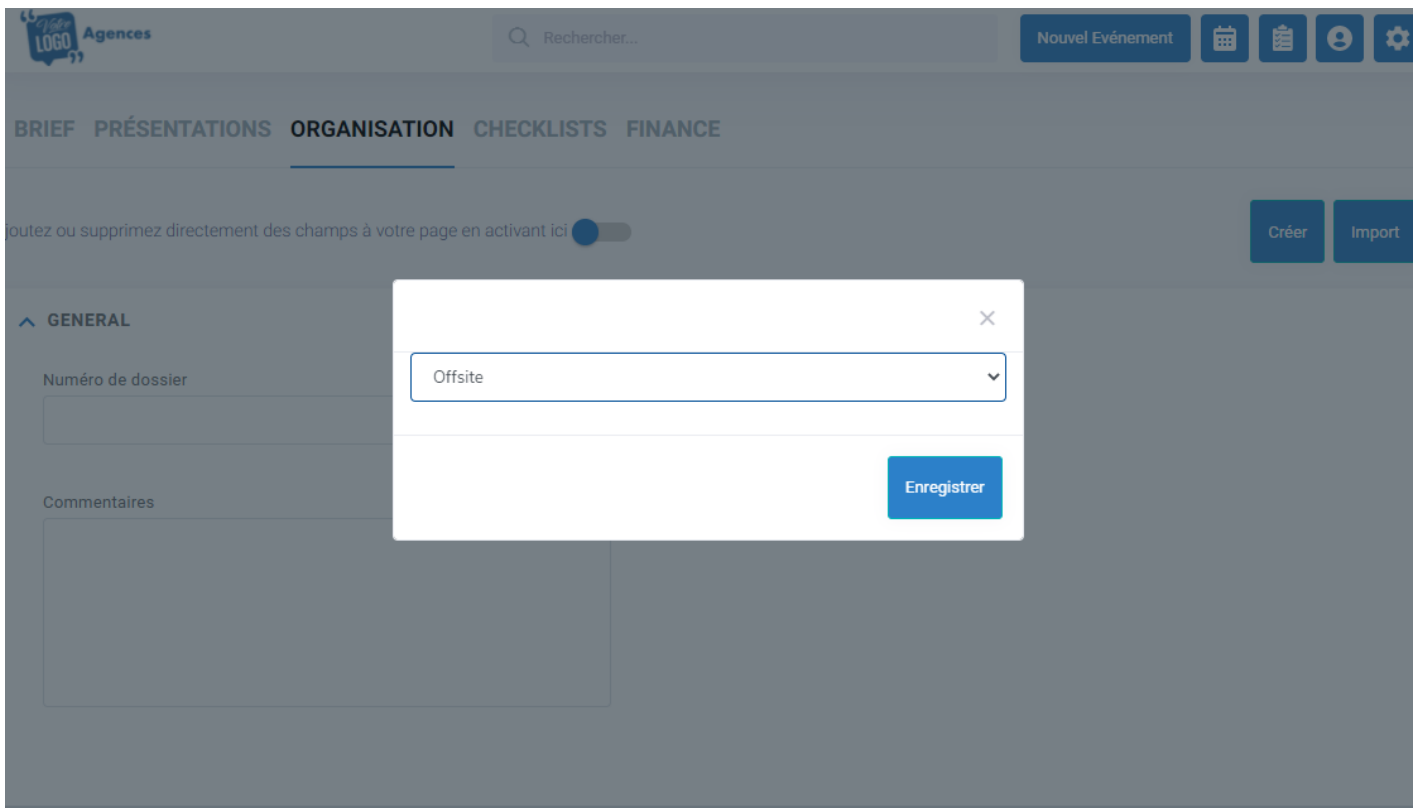 Votre
LOGO
Agences
Rechercher...
Nouvel Evénement
BRIEF PRÉSENTATIONS ORGANISATION CHECKLISTS FINANCE
joutez ou supprimez directement des champs à votre page en activant ici
Créer
Import
GENERAL
×
Offsite
Numéro de dossier
Enregistrer
Commentaires